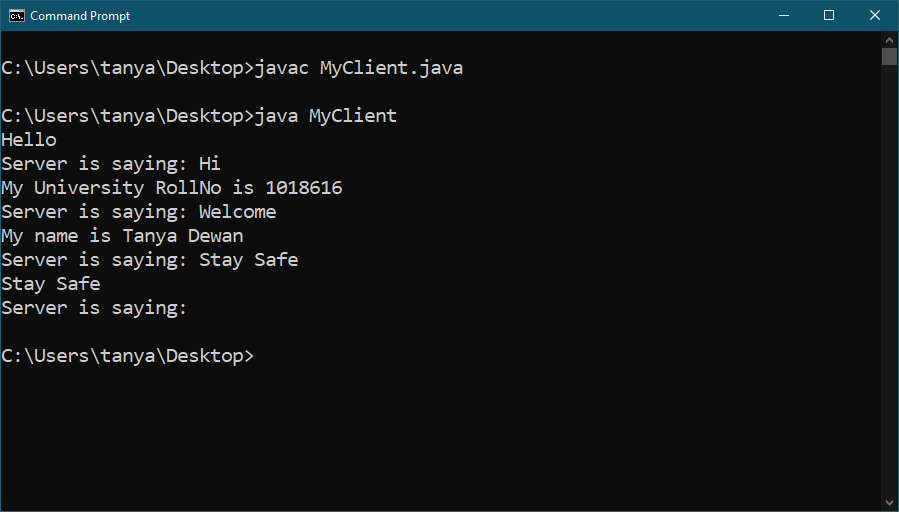 Command Prompt
C:\Users\tanya\Desktop>javac MyClient.java
C:\Users\tanya\Desktop>java MyClient
Hello
Server is saying: Hi
My University RollNo is 1018616
Server is saying: Welcome
My name is Tanya Dewan
Server is saying: Stay Safe
Stay Safe
Server is saying:
C:\Users\tanya\Desktop>